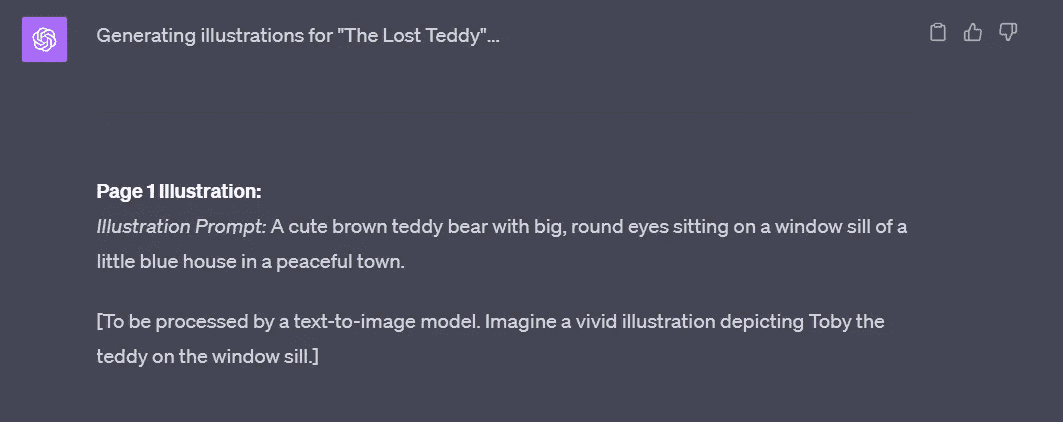 Generating illustrations for "The Lost Teddy"...
Page 1 Illustration:
Illustration Prompt: A cute brown teddy bear with big, round eyes sitting on a window sill of a
little blue house in a peaceful town.
[To be processed by a text-to-image model. Imagine a vivid illustration depicting Toby the
teddy on the window sill.]